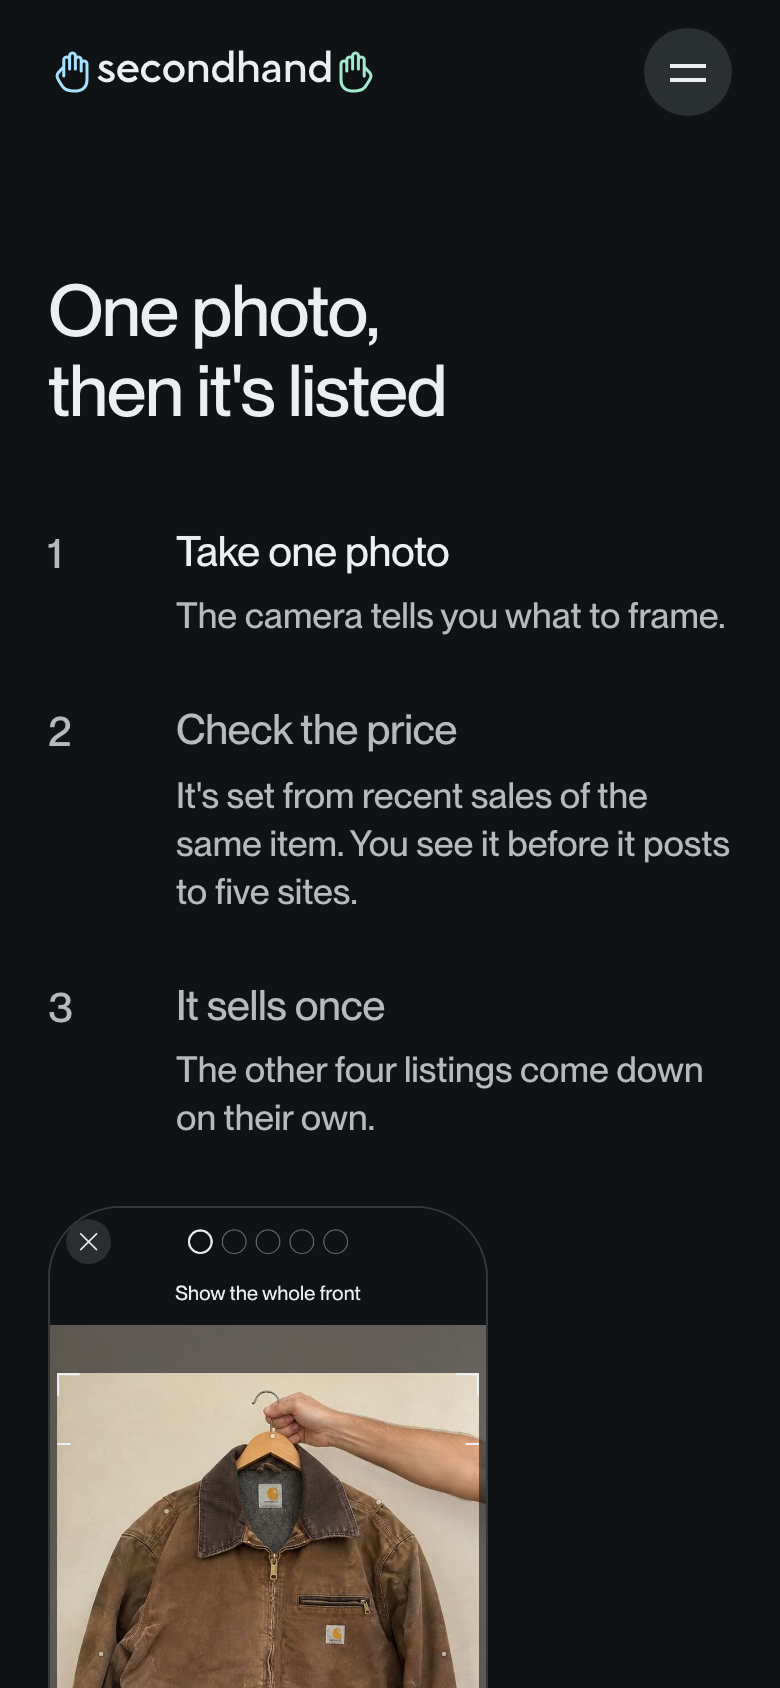 secondhand
One photo,
then it's listed
1
Take one photo
The camera tells you what to frame.
2
Check the price
It's set from recent sales of the
same item. You see it before it posts
to five sites.
3
It sells once
The other four listings come down
on their own.
Show the whole front